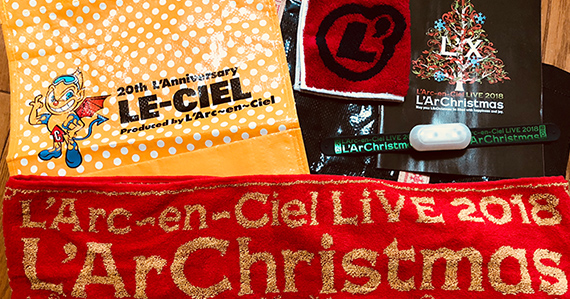 20th L'Anniversary
LE-CIEL
Produced by L'Arc~en~Ciel
L'
L X
L'Arc~en~Ciel LIVE 2018
L'ArChristmas
L'ArChristmas
L'Arc~en~Ciel LIVE 2018
L'ArChristmas
L'Arc~en~Ciel LIVE 2018
L'ArChristmas